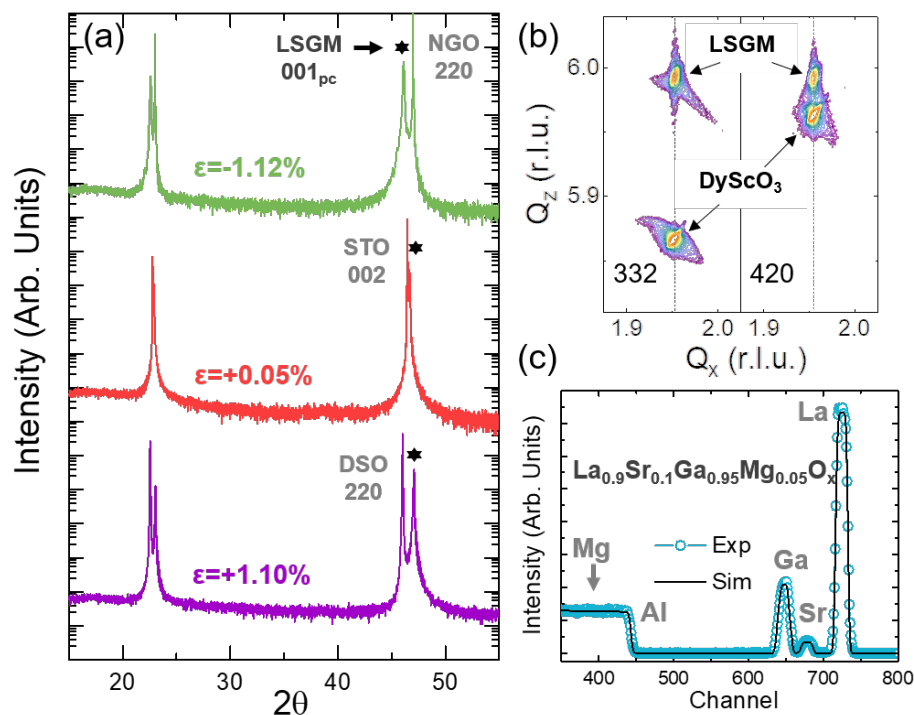 (a)
LSGM
001pc
NGO
220
ε=-1.12%
STO
002
ε=+0.05%
DSO
220
ε=+1.10%
Intensity (Arb. Units)
20 30 40 50
2θ
(b)
LSGM
DyScO3
6.0
5.9
QZ (r.l.u.)
332 420
1.9 2.0 1.9 2.0
QX (r.l.u.)
(c)
La
La0.9Sr0.1Ga0.95Mg0.05Ox
Mg
Exp
Sim
Ga
Al
Sr
Intensity (Arb. Units)
400 500 600 700 800
Channel